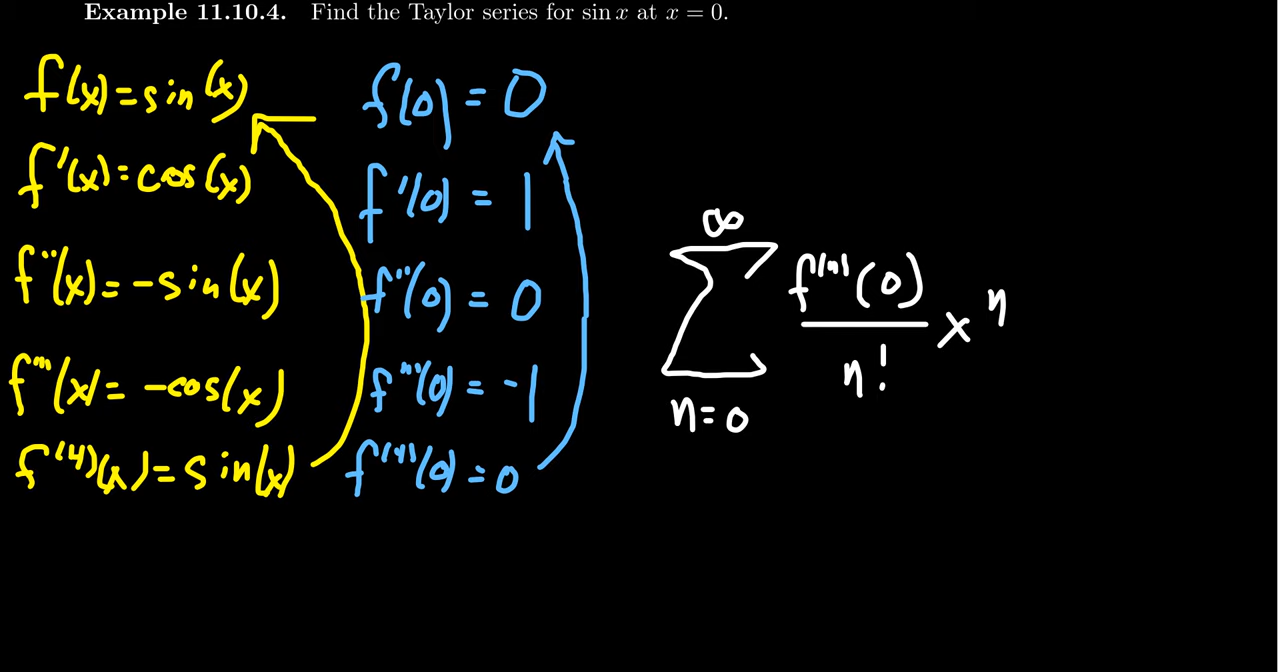 Example 11.10.4. Find the Taylor series for sin x at x = 0.
f(x) = sin(x)
f'(x) = cos(x)
f''(x) = -sin(x)
f'''(x) = -cos(x)
f^(4)(x) = sin(x)
f(0) = 0
f'(0) = 1
f''(0) = 0
f'''(0) = -1
f^(4)(0) = 0
∞
∑ f^(n)(0) / n! x^n
n=0